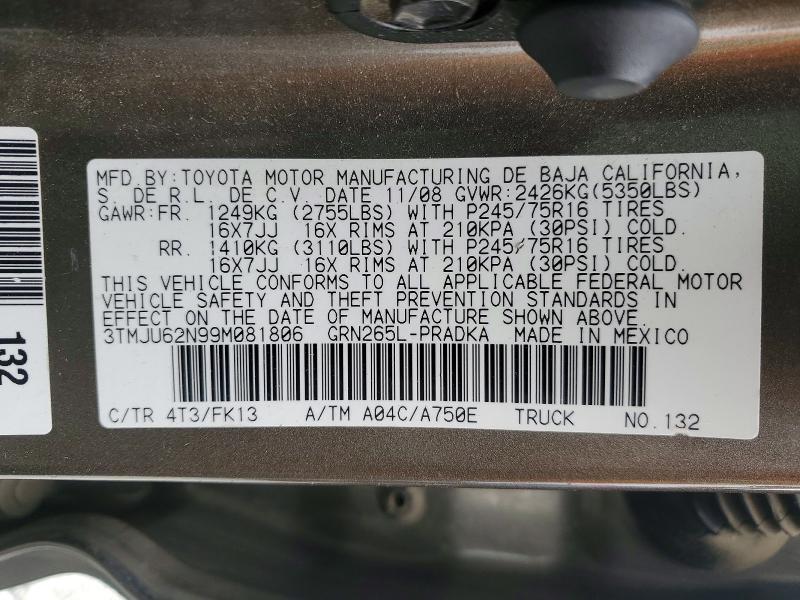 MFD.BY:TOYOTA MOTOR MANUFACTURING DE BAJA CALIFORNIA,
S. DE R.L. DE C.V. DATE 11/08 GVWR:2426KG(5350LBS)
GAWR:FR. 1249KG (2755LBS) WITH P245/75R16 TIRES
16X7JJ 16X RIMS AT 210KPA (30PSI) COLD.
RR. 1410KG (3110LBS) WITH P245/75R16 TIRES
16X7JJ 16X RIMS AT 210KPA (30PSI) COLD.
THIS VEHICLE CONFORMS TO ALL APPLICABLE FEDERAL MOTOR
VEHICLE SAFETY AND THEFT PREVENTION STANDARDS IN
EFFECT ON THE DATE OF MANUFACTURE SHOWN ABOVE.
3TMJU62N99M081806 GRN265L-PRADKA MADE IN MEXICO
C/TR 4T3/FK13 A/TM A04C/A750E TRUCK NO.132
132